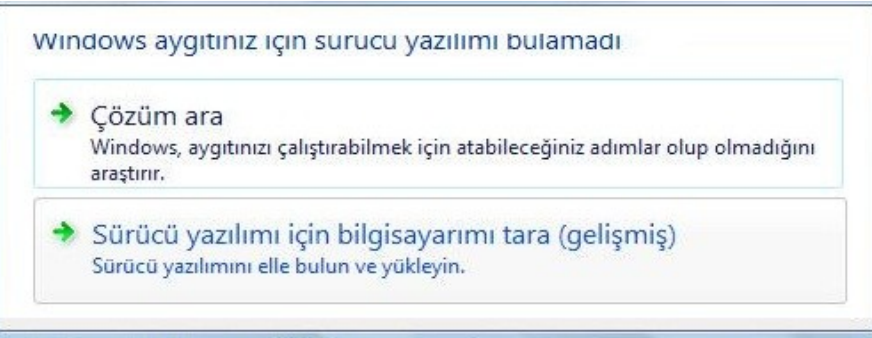 Windows aygıtınız için sürücü yazılımı bulamadı
Çözüm ara
Windows, aygıtınızı çalıştırabilmek için atabileceğiniz adımlar olup olmadığını
araştırır.
Sürücü yazılımı için bilgisayarımı tara (gelişmiş)
Sürücü yazılımını elle bulun ve yükleyin.